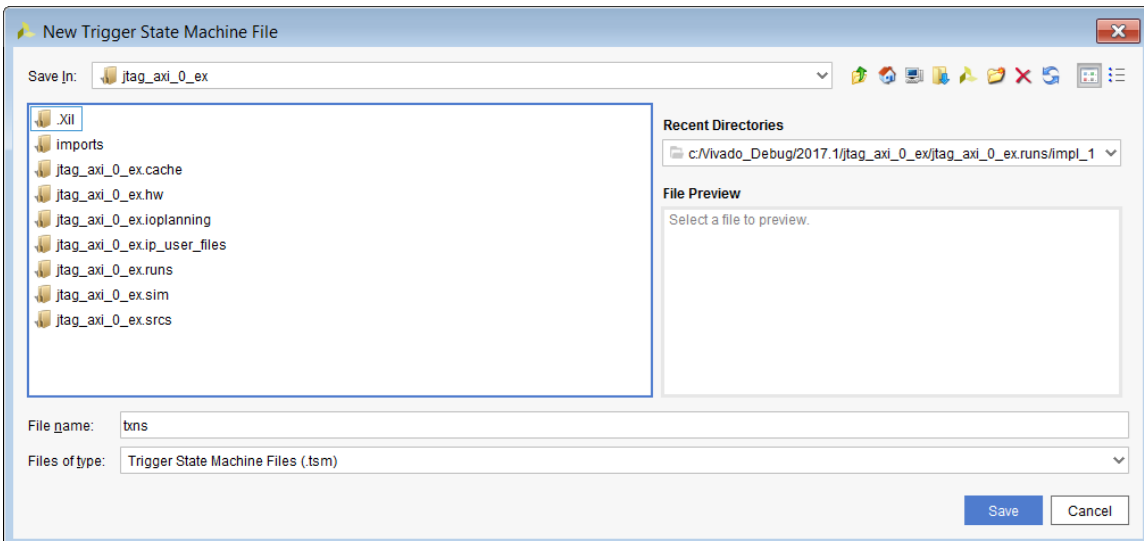 New Trigger State Machine File
Save In: jtag_axi_0_ex
.Xil
imports
jtag_axi_0_ex.cache
jtag_axi_0_ex.hw
jtag_axi_0_ex.ioplanning
jtag_axi_0_ex.ip_user_files
jtag_axi_0_ex.runs
jtag_axi_0_ex.sim
jtag_axi_0_ex.srcs
Recent Directories
c:/Vivado_Debug/2017.1/jtag_axi_0_ex/jtag_axi_0_ex.runs/impl_1
File Preview
Select a file to preview.
File name: txns
Files of type: Trigger State Machine Files (.tsm)
Save Cancel